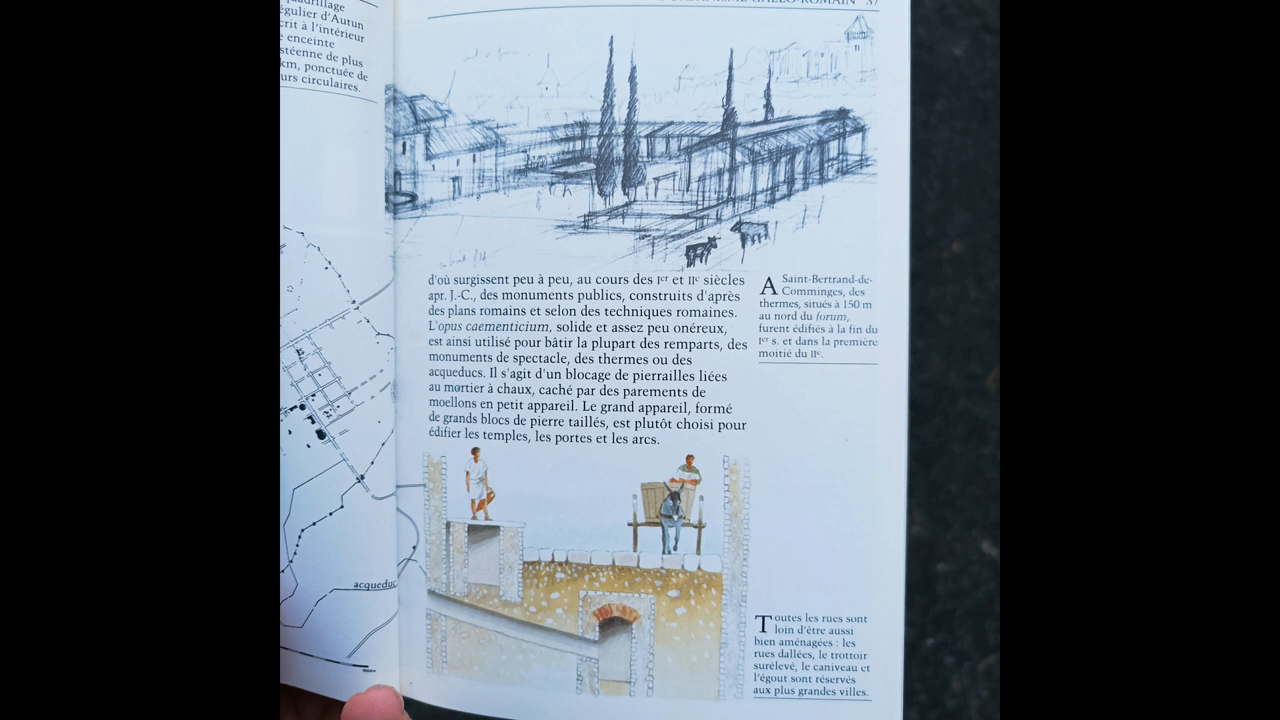 égulier d'Autun
crit à l'intérieur
enceinte
stéenne de plus
km, ponctuée de
urs circulaires.
GALLO-ROMAIN 37
d'où surgissent peu à peu, au cours des Ier et IIe siècles
apr. J.-C., des monuments publics, construits d'après
des plans romains et selon des techniques romaines.
L'opus caementicium, solide et assez peu onéreux,
est ainsi utilisé pour bâtir la plupart des remparts, des
monuments de spectacle, des thermes ou des
acqueducs. Il s'agit d'un blocage de pierrailles liées
au mortier à chaux, caché par des parements de
moellons en petit appareil. Le grand appareil, formé
de grands blocs de pierre taillés, est plutôt choisi pour
édifier les temples, les portes et les arcs.
A Saint-Bertrand-de-
Comminges, des
thermes, situés à 150 m
au nord du forum,
furent édifiés à la fin du
Ier s. et dans la première
moitié du IIe.
acqueduc
Toutes les rues sont
loin d'être aussi
bien aménagées : les
rues dallées, le trottoir
surélevé, le caniveau et
l'égout sont réservés
aux plus grandes villes.